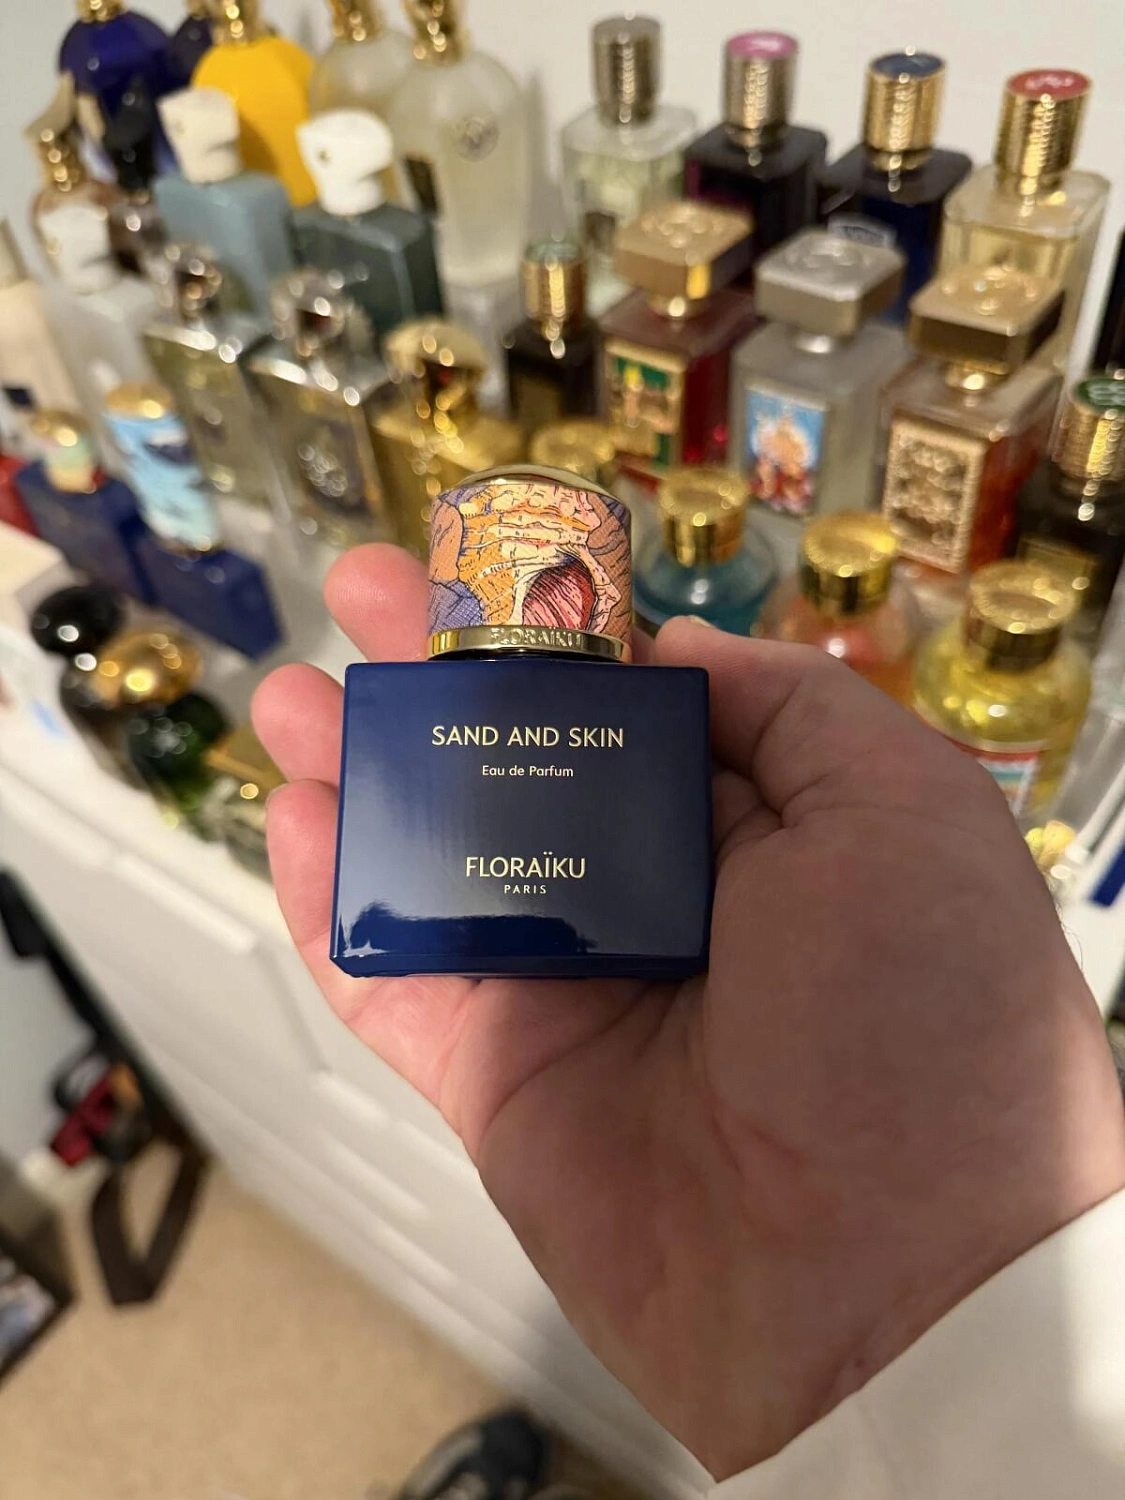 FLORAÏKU
SAND AND SKIN
Eau de Parfum
FLORAÏKU
PARIS